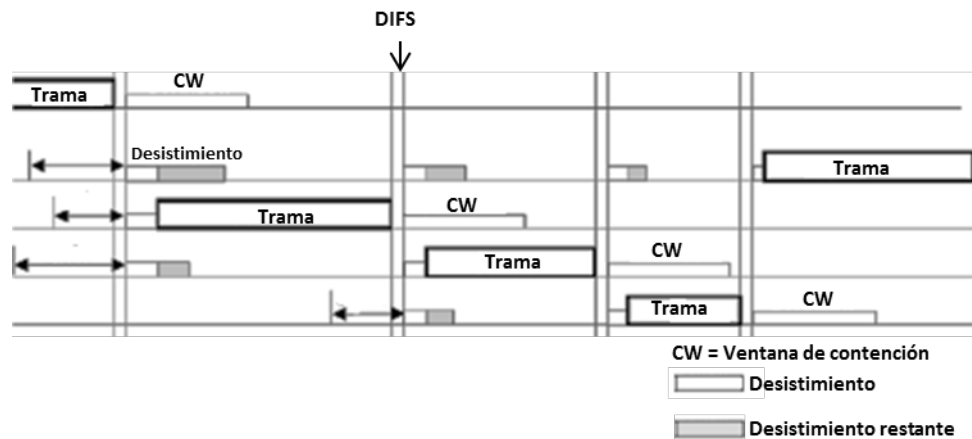 DIFS
CW
Trama
Desistimiento
Trama
Trama
CW
Trama
CW
Trama
CW
CW = Ventana de contención
Desistimiento
Desistimiento restante